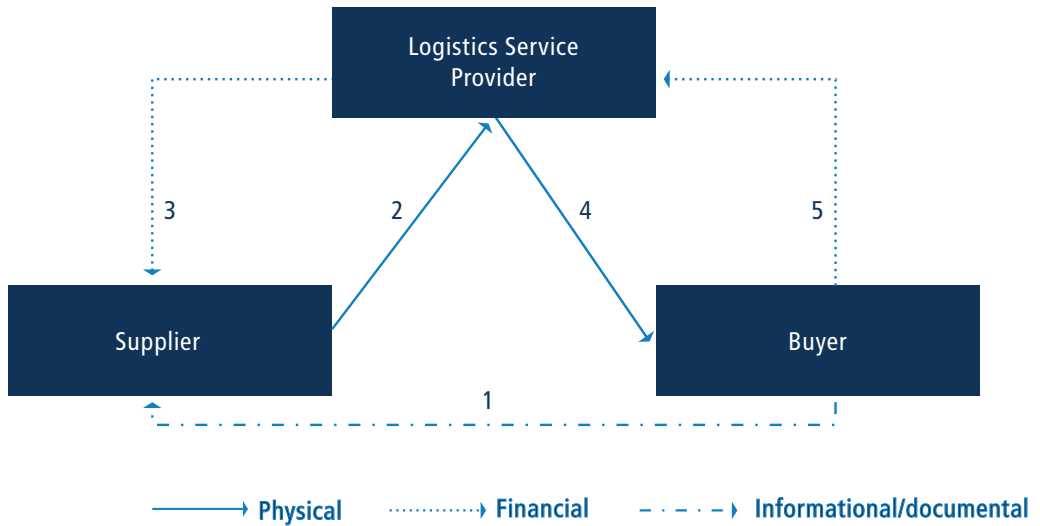 Logistics Service
Provider
3
2
4
5
Supplier
Buyer
1
Physical
Financial
Informational/documental